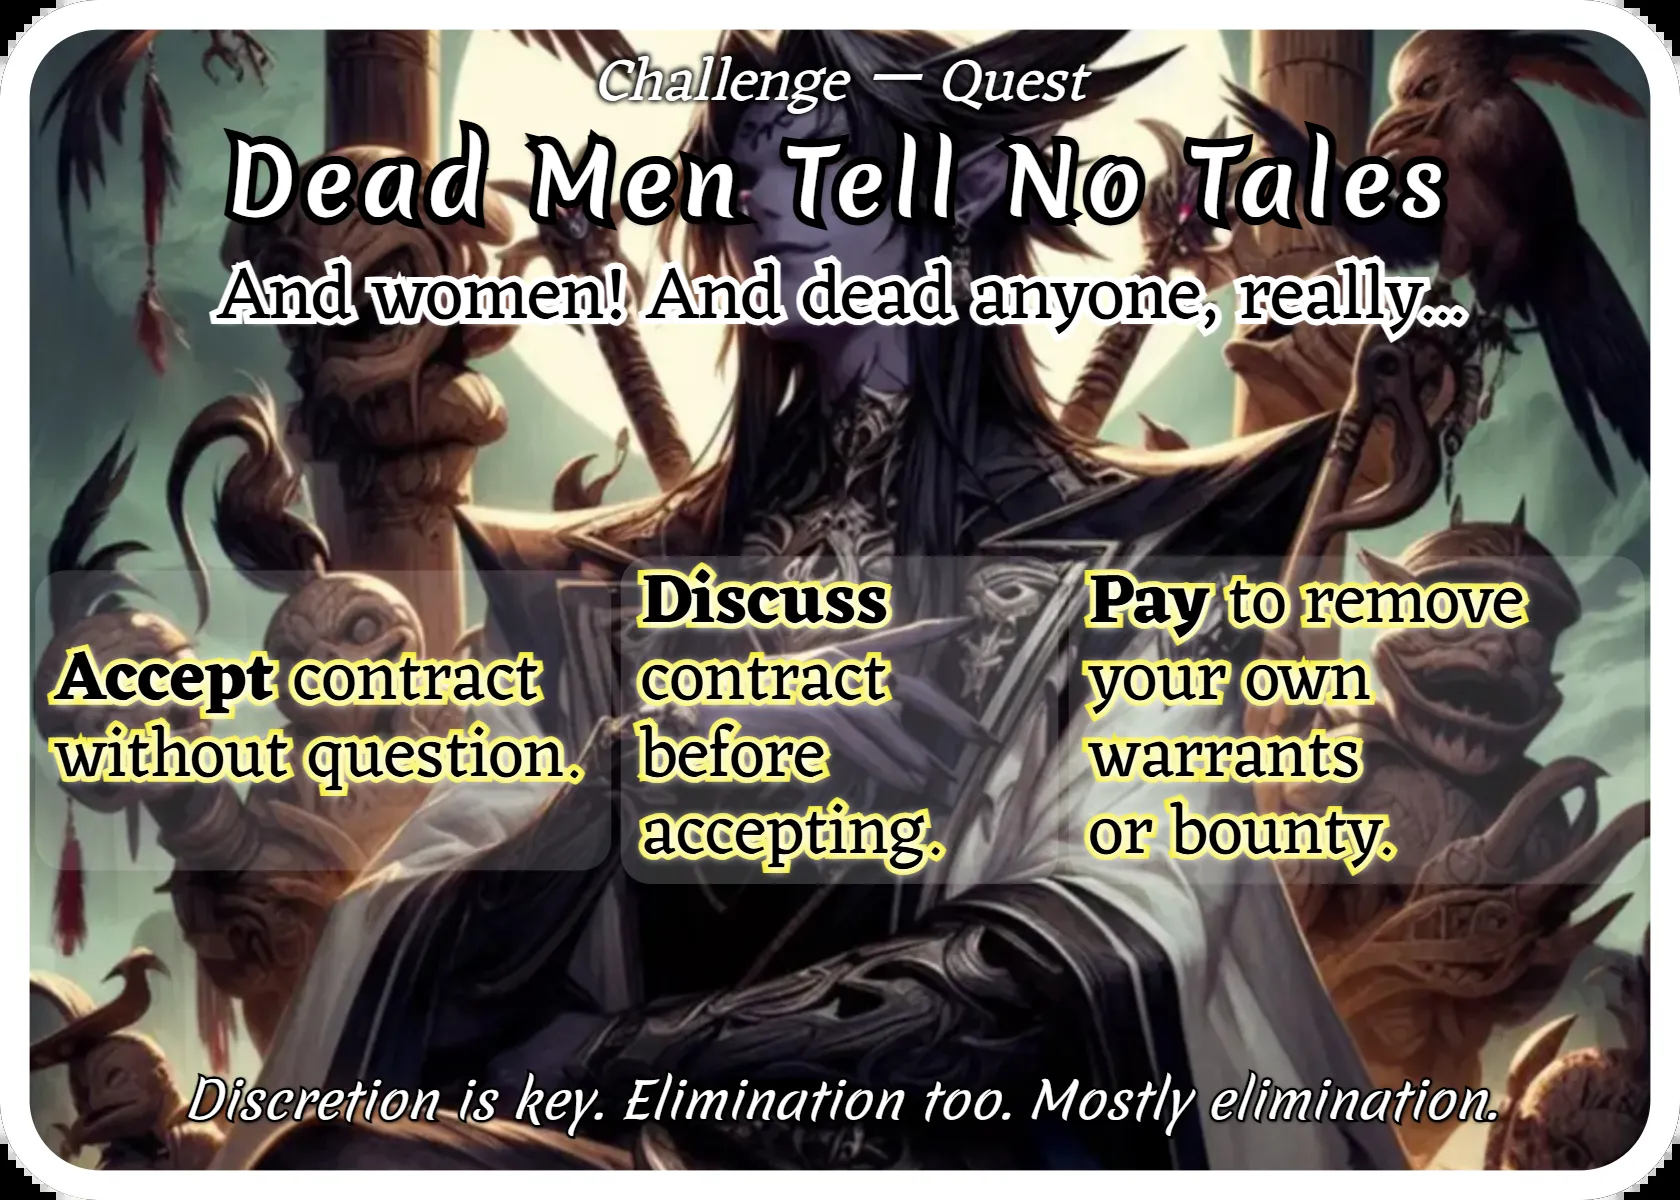 Challenge — Quest
Dead Men Tell No Tales
And women! And dead anyone, really...
Accept contract
without question.
Discuss
contract
before
accepting.
Pay to remove
your own
warrants
or bounty.
Discretion is key. Elimination too. Mostly elimination.